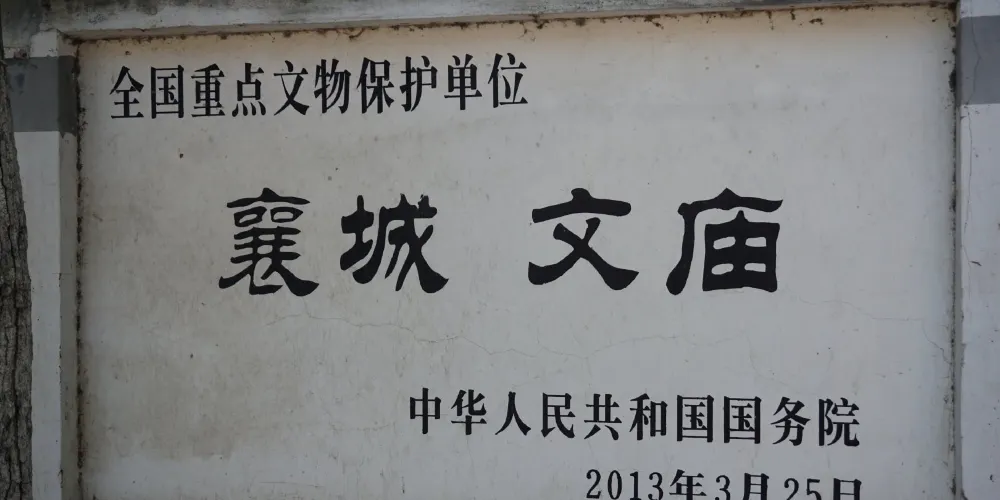 全国重点文物保护单位
襄城 文庙
中华人民共和国国务院
2013年3月25日